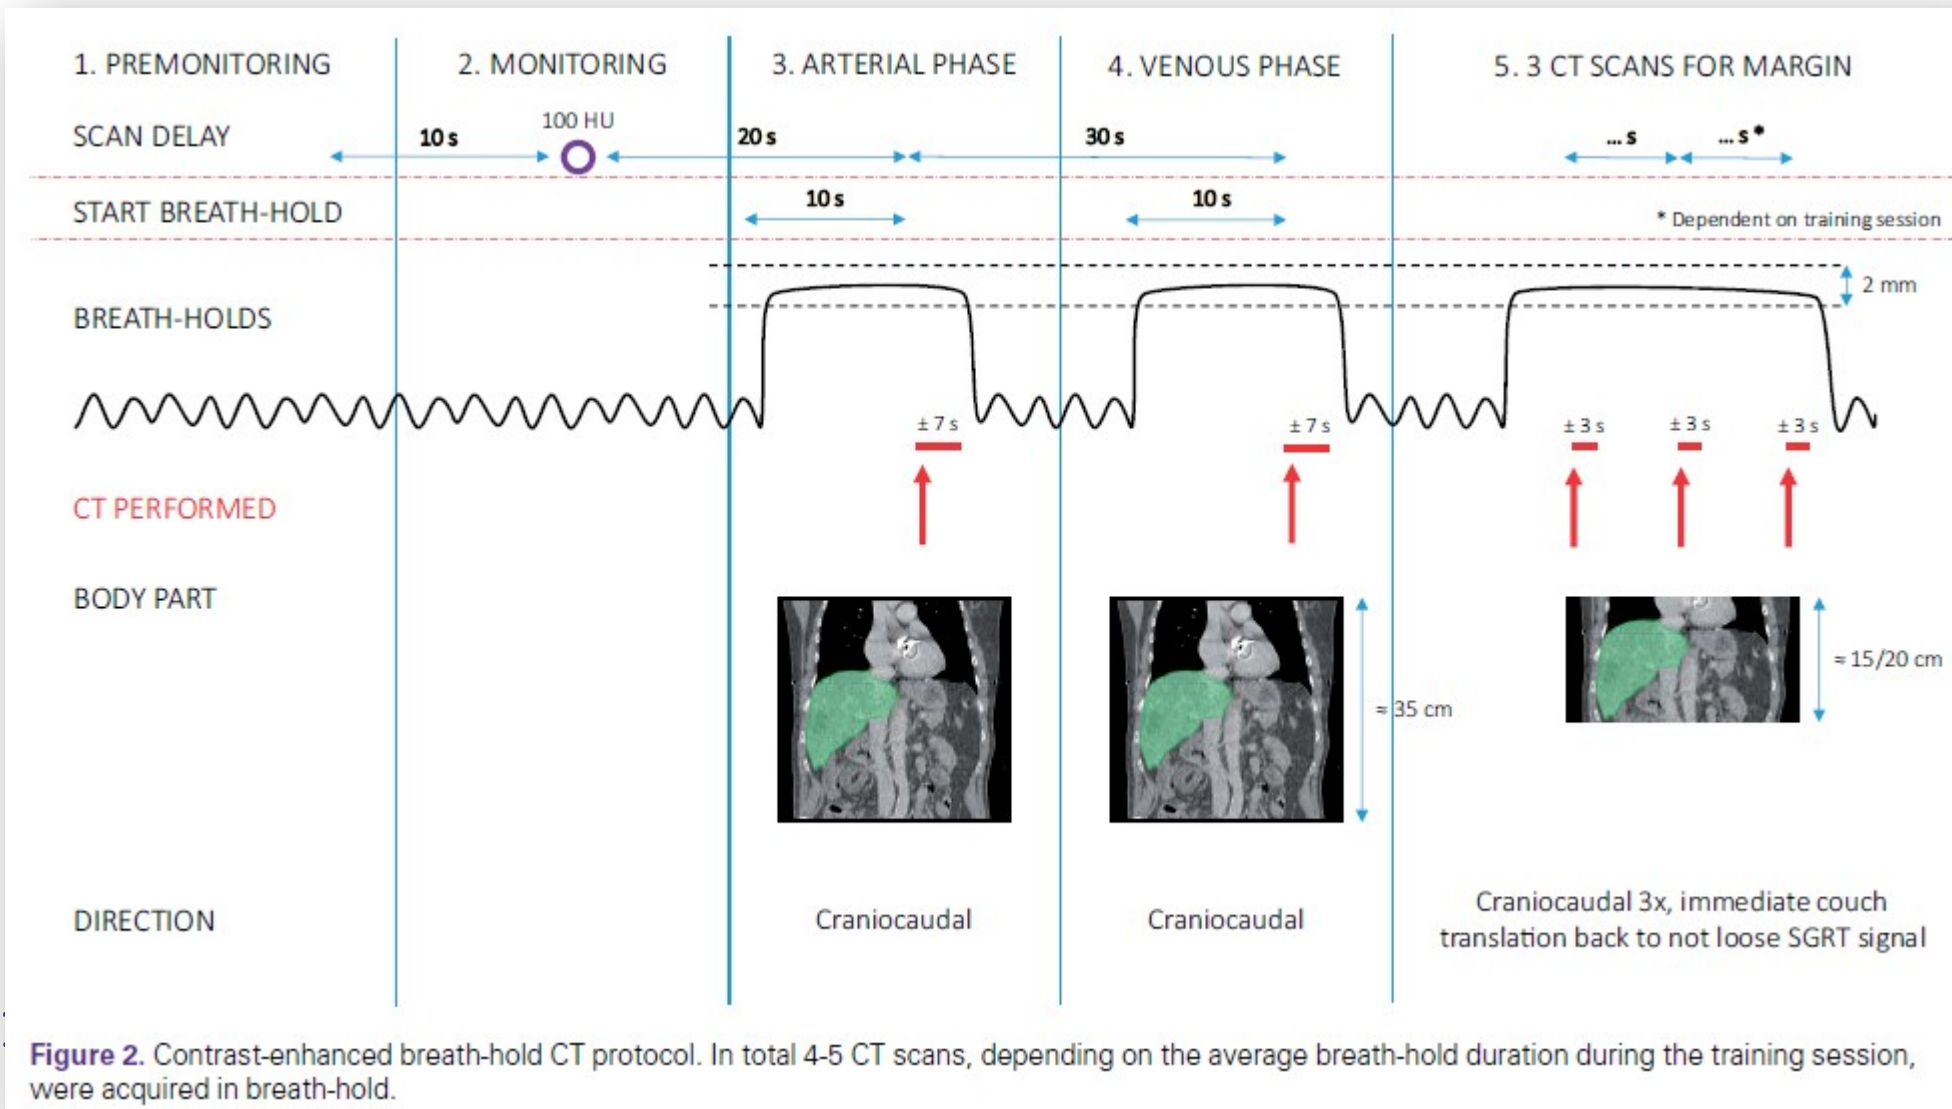 1. PREMONITORING
2. MONITORING
3. ARTERIAL PHASE
4. VENOUS PHASE
5. 3 CT SCANS FOR MARGIN
SCAN DELAY
10 s
100 HU
20 s
30 s
... s
... s *
START BREATH-HOLD
10 s
10 s
* Dependent on training session
BREATH-HOLDS
2 mm
± 7 s
± 7 s
± 3 s
± 3 s
± 3 s
CT PERFORMED
BODY PART
≈ 35 cm
≈ 15/20 cm
DIRECTION
Craniocaudal
Craniocaudal
Craniocaudal 3x, immediate couch
translation back to not loose SGRT signal
Figure 2. Contrast-enhanced breath-hold CT protocol. In total 4-5 CT scans, depending on the average breath-hold duration during the training session,
were acquired in breath-hold.